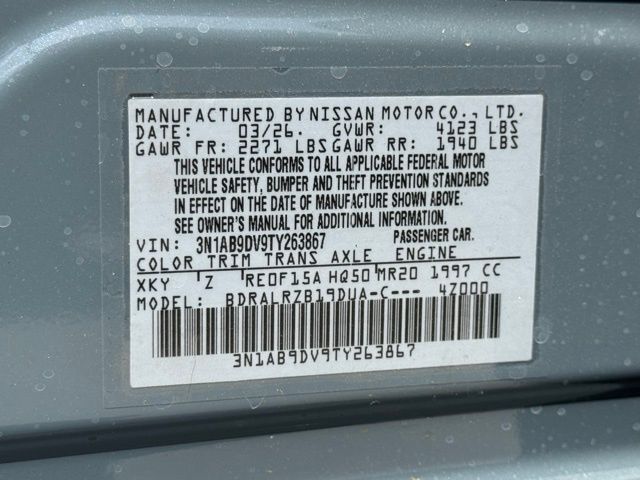 MANUFACTURED BY NISSAN MOTOR CO., LTD.
DATE: 03/26. GVWR: 4123 LBS
GAWR FR: 2271 LBS GAWR RR: 1940 LBS
THIS VEHICLE CONFORMS TO ALL APPLICABLE FEDERAL MOTOR
VEHICLE SAFETY, BUMPER AND THEFT PREVENTION STANDARDS
IN EFFECT ON THE DATE OF MANUFACTURE SHOWN ABOVE.
SEE OWNER'S MANUAL FOR ADDITIONAL INFORMATION.
VIN: 3N1AB9DV9TY263867 PASSENGER CAR.
COLOR TRIM TRANS AXLE ENGINE
XKY Z RE0F15A HQ50 MR20 1997 CC
MODEL: BDRALRZB19DUA-C--- 4Z000
3N1AB9DV9TY263867